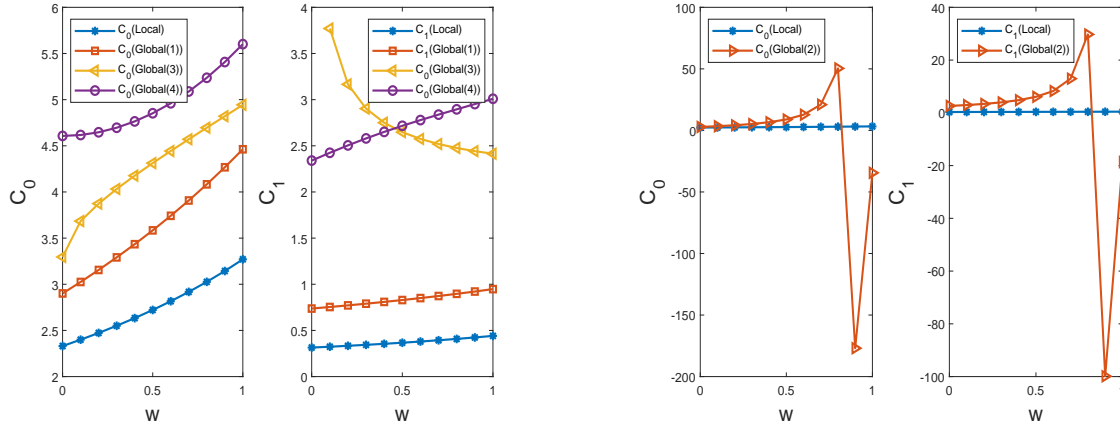 6
5.5
5
4.5
4
3.5
3
2.5
2
0
0.5
1
C0
w
C0(Local)
C0(Global(1))
C0(Global(3))
C0(Global(4))
4
3.5
3
2.5
2
1.5
1
0.5
0
0
0.5
1
C1
w
C1(Local)
C1(Global(1))
C0(Global(3))
C0(Global(4))
100
50
0
-50
-100
-150
-200
0
0.5
1
C0
w
C0(Local)
C0(Global(2))
40
20
0
-20
-40
-60
-80
-100
0
0.5
1
C1
w
C1(Local)
C1(Global(2))